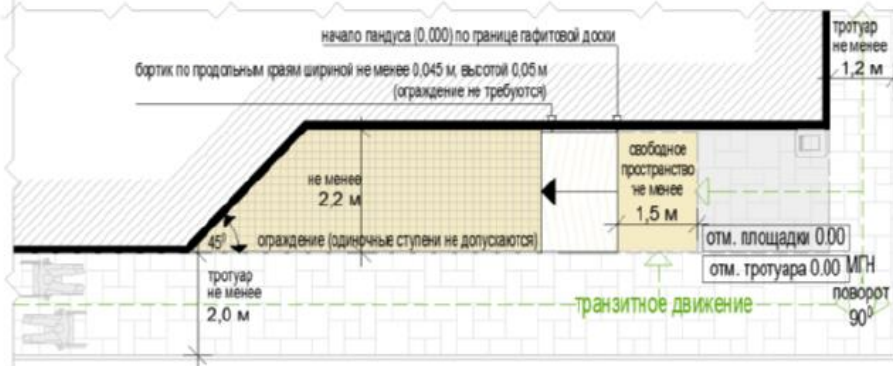 начало пандуса (0.000) по границе гафитовой доски
бортик по продольным краям шириной не менее 0,045 м, высотой 0,05 м
(ограждение не требуются)
тротуар
не менее
1,2 м
не менее
2,2 м
свободное
пространство
не менее
1,5 м
45⁰
ограждение (одиночные ступени не допускаются)
отм. площадки 0.00
отм. тротуара 0.00
МГН
поворот
90⁰
тротуар
не менее
2,0 м
транзитное движение